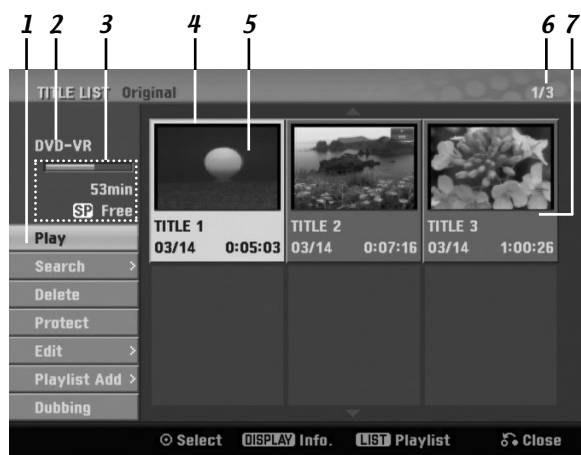 1 2 3 4 5 6 7
TITLE LIST Original 1/3
DVD-VR
53min
SP Free
Play
Search >
Delete
Protect
Edit >
Playlist Add >
Dubbing
TITLE 1
03/14 0:05:03
TITLE 2
03/14 0:07:16
TITLE 3
03/14 1:00:26
Select DISPLAY Info. LIST Playlist Close